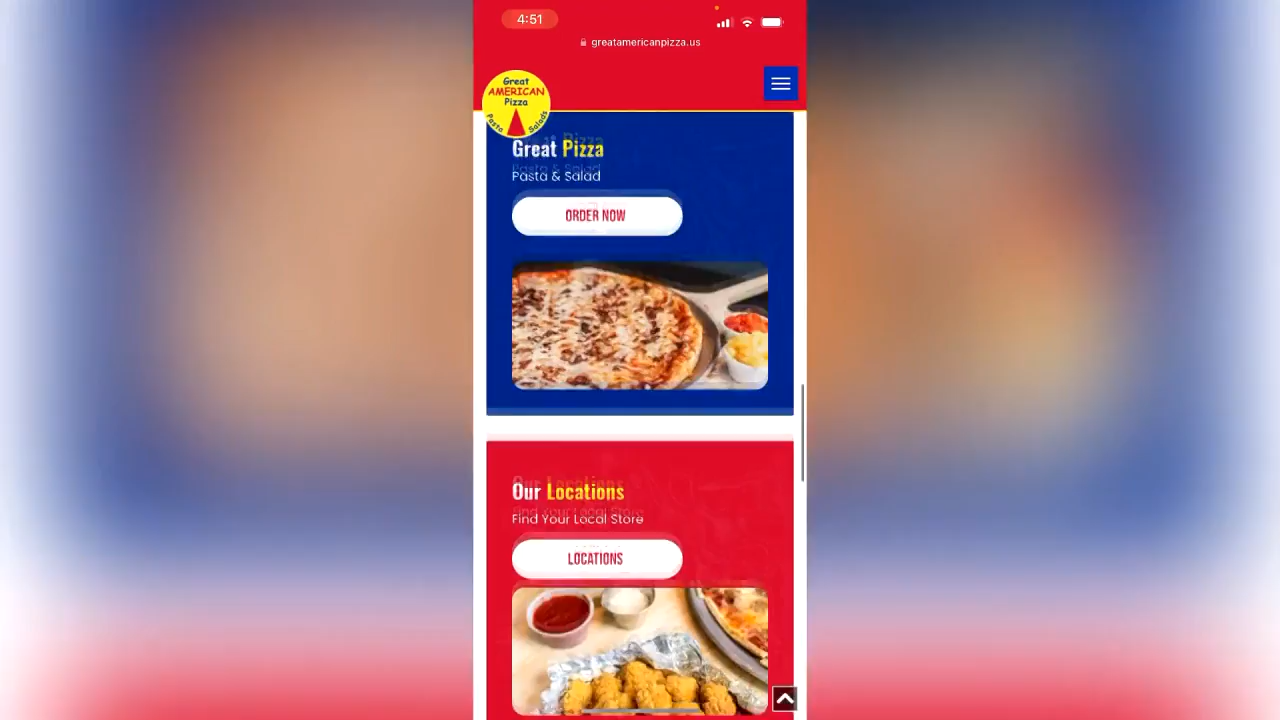 4:51
greatamericanpizza.us
Great
AMERICAN
Pizza
Pasta Salads
Great Pizza
Pasta & Salad
ORDER NOW
Our Locations
Find Your Local Store
LOCATIONS